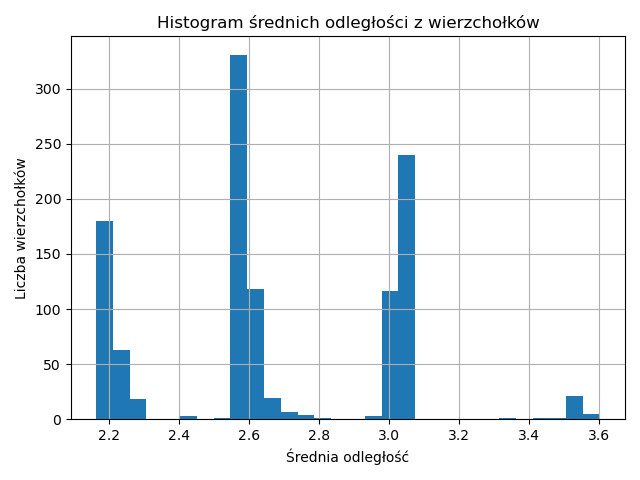 Histogram średnich odległości z wierzchołków
Liczba wierzchołków
300
250
200
150
100
50
0
2.2 2.4 2.6 2.8 3.0 3.2 3.4 3.6
Średnia odległość